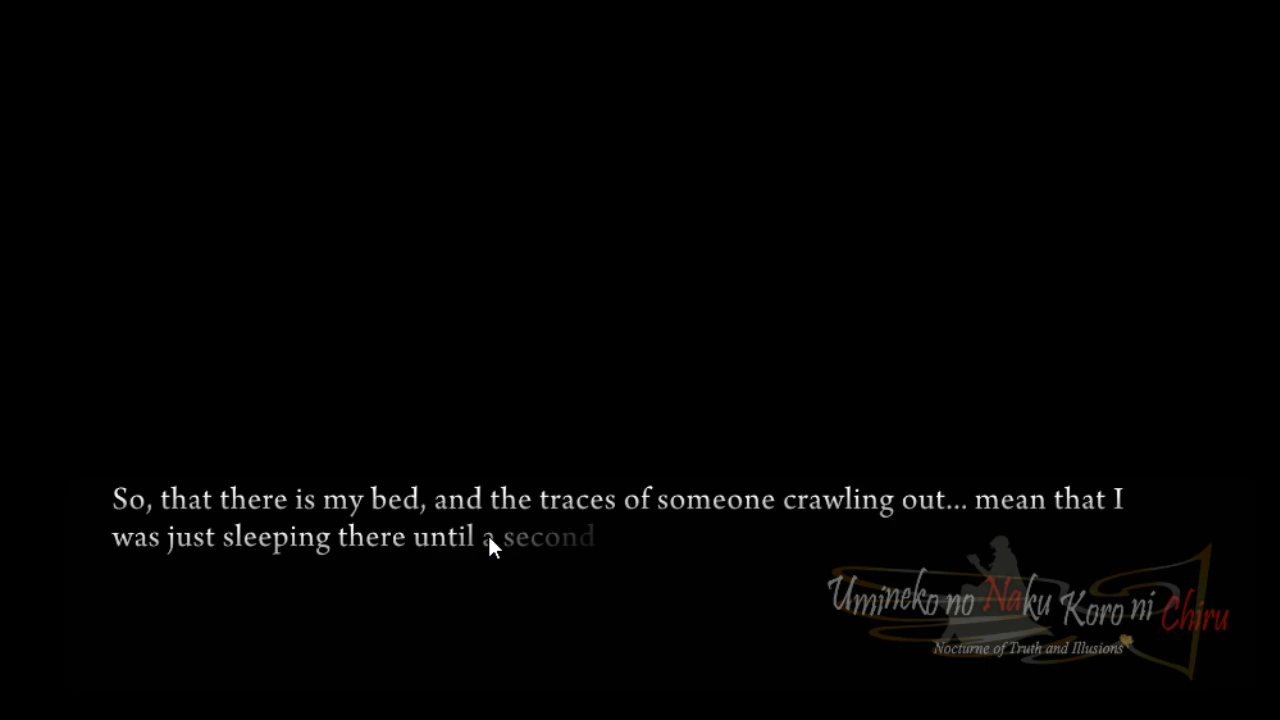 So, that there is my bed, and the traces of someone crawling out... mean that I
was just sleeping there until a second
Umineko no Naku Koro ni Chiru
Nocturne of Truth and Illusions